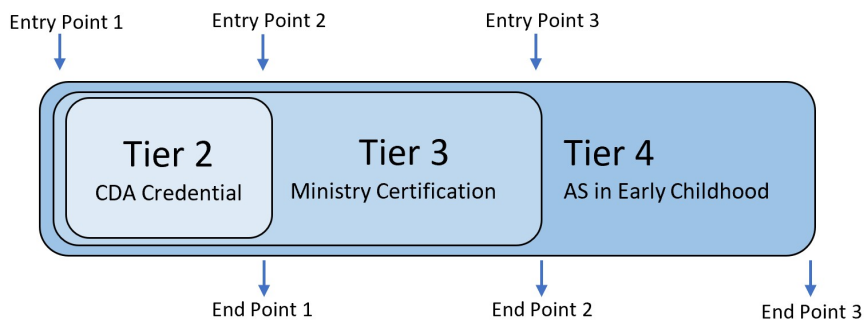 Entry Point 1
Entry Point 2
Entry Point 3
Tier 2
CDA Credential
Tier 3
Ministry Certification
Tier 4
AS in Early Childhood
End Point 1
End Point 2
End Point 3